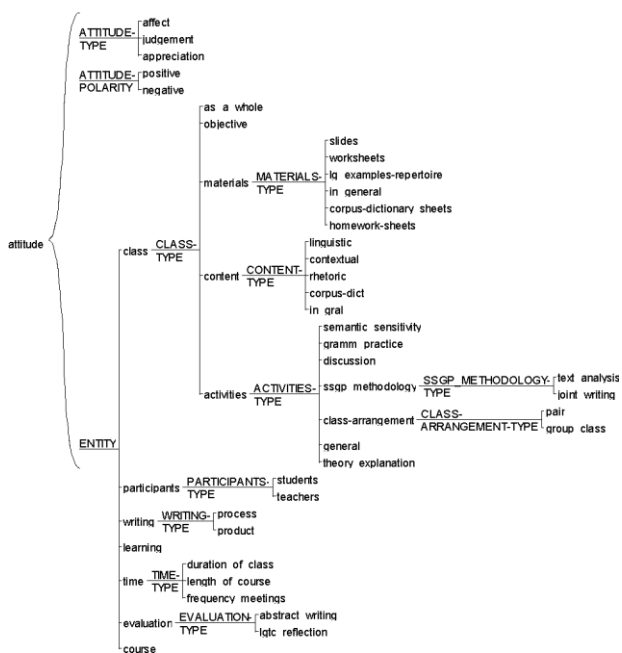 affect
ATTITUDE-
TYPE
judgement
appreciation
ATTITUDE-
POLARITY
positive
negative
as a whole
objective
slides
worksheets
materials
MATERIALS-
TYPE
lg examples-repertoire
in general
corpus-dictionary sheets
homework-sheets
attitude
class
CLASS-
TYPE
linguistic
contextual
content
CONTENT-
TYPE
rhetoric
corpus-dict
in gral
semantic sensitivity
gramm practice
discussion
activities
ACTIVITIES-
TYPE
ssgp methodology
SSGP_METHODOLOGY-
TYPE
text analysis
joint writing
class-arrangement
CLASS-
ARRANGEMENT-TYPE
pair
group class
general
theory explanation
ENTITY
participants
PARTICIPANTS-
TYPE
students
teachers
writing
WRITING-
TYPE
process
product
learning
time
TIME-
TYPE
duration of class
length of course
frequency meetings
evaluation
EVALUATION-
TYPE
abstract writing
lgtc reflection
course